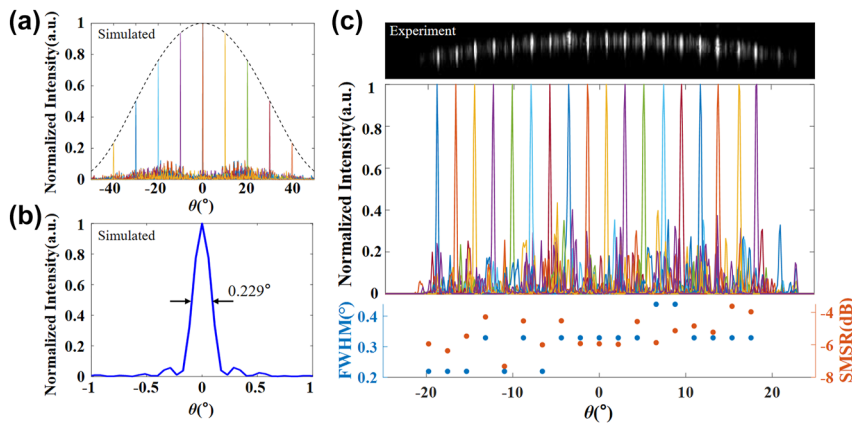 (a)
Simulated
Normalized Intensity(a.u.)
1
0.8
0.6
0.4
0.2
0
-40 -20 0 20 40
θ(°)
(b)
Simulated
0.229°
Normalized Intensity(a.u.)
1
0.8
0.6
0.4
0.2
0
-1 -0.5 0 0.5 1
θ(°)
(c)
Experiment
Normalized Intensity(a.u.)
1
0.8
0.6
0.4
0.2
0
FWHM(°)
0.4
0.3
0.2
-4
-6
-8
SMSR(dB)
-20 -10 0 10 20
θ(°)